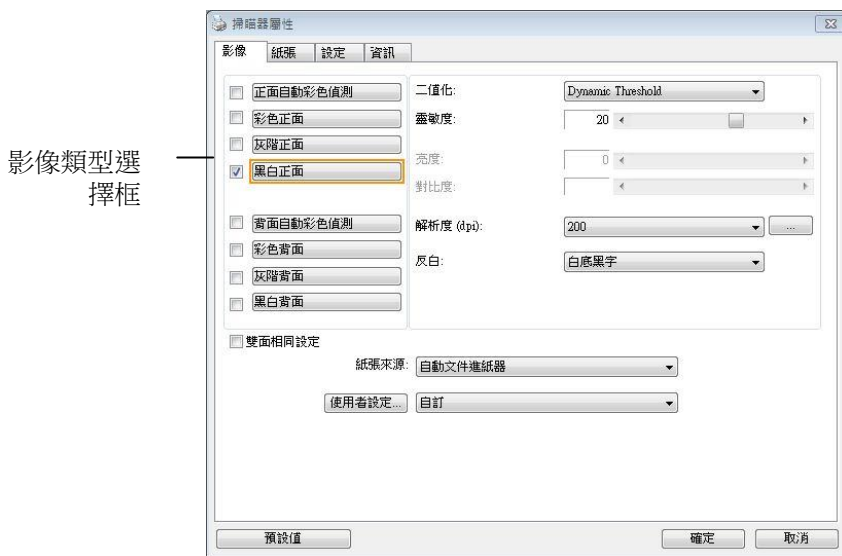 掃瞄器屬性
影像 紙張 設定 資訊
影像類型選
擇框
正面自動彩色偵測
彩色正面
灰階正面
黑白正面
背面自動彩色偵測
彩色背面
灰階背面
黑白背面
二值化: Dynamic Threshold
靈敏度: 20
亮度: 0
對比度:
解析度 (dpi): 200 ...
反白: 白底黑字
雙面相同設定
紙張來源: 自動文件進紙器
使用者設定... 自訂
預設值 確定 取消